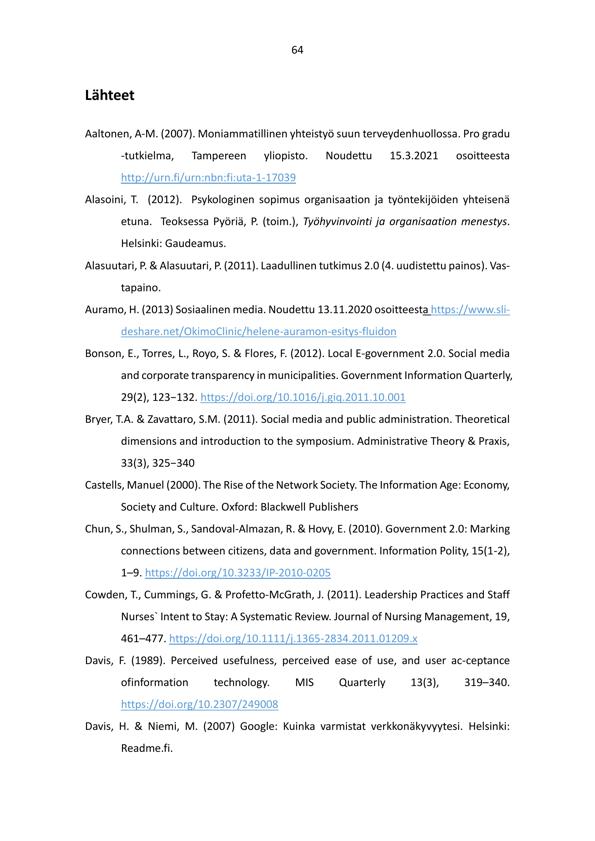 64
Lähteet
Aaltonen, A-M. (2007). Moniammatillinen yhteistyö suun terveydenhuollossa. Pro gradu
-tutkielma, Tampereen yliopisto. Noudettu 15.3.2021 osoitteesta
http://urn.fi/urn:nbn:fi:uta-1-17039
Alasoini, T. (2012). Psykologinen sopimus organisaation ja työntekijöiden yhteisenä
etuna. Teoksessa Pyöriä, P. (toim.), Työhyvinvointi ja organisaation menestys.
Helsinki: Gaudeamus.
Alasuutari, P. & Alasuutari, P. (2011). Laadullinen tutkimus 2.0 (4. uudistettu painos). Vas-
tapaino.
Auramo, H. (2013) Sosiaalinen media. Noudettu 13.11.2020 osoitteesta https://www.sli-
deshare.net/OkimoClinic/helene-auramon-esitys-fluidon
Bonson, E., Torres, L., Royo, S. & Flores, F. (2012). Local E-government 2.0. Social media
and corporate transparency in municipalities. Government Information Quarterly,
29(2), 123−132. https://doi.org/10.1016/j.giq.2011.10.001
Bryer, T.A. & Zavattaro, S.M. (2011). Social media and public administration. Theoretical
dimensions and introduction to the symposium. Administrative Theory & Praxis,
33(3), 325−340
Castells, Manuel (2000). The Rise of the Network Society. The Information Age: Economy,
Society and Culture. Oxford: Blackwell Publishers
Chun, S., Shulman, S., Sandoval-Almazan, R. & Hovy, E. (2010). Government 2.0: Marking
connections between citizens, data and government. Information Polity, 15(1-2),
1–9. https://doi.org/10.3233/IP-2010-0205
Cowden, T., Cummings, G. & Profetto-McGrath, J. (2011). Leadership Practices and Staff
Nurses` Intent to Stay: A Systematic Review. Journal of Nursing Management, 19,
461–477. https://doi.org/10.1111/j.1365-2834.2011.01209.x
Davis, F. (1989). Perceived usefulness, perceived ease of use, and user ac-ceptance
ofinformation technology. MIS Quarterly 13(3), 319–340.
https://doi.org/10.2307/249008
Davis, H. & Niemi, M. (2007) Google: Kuinka varmistat verkkonäkyvyytesi. Helsinki:
Readme.fi.